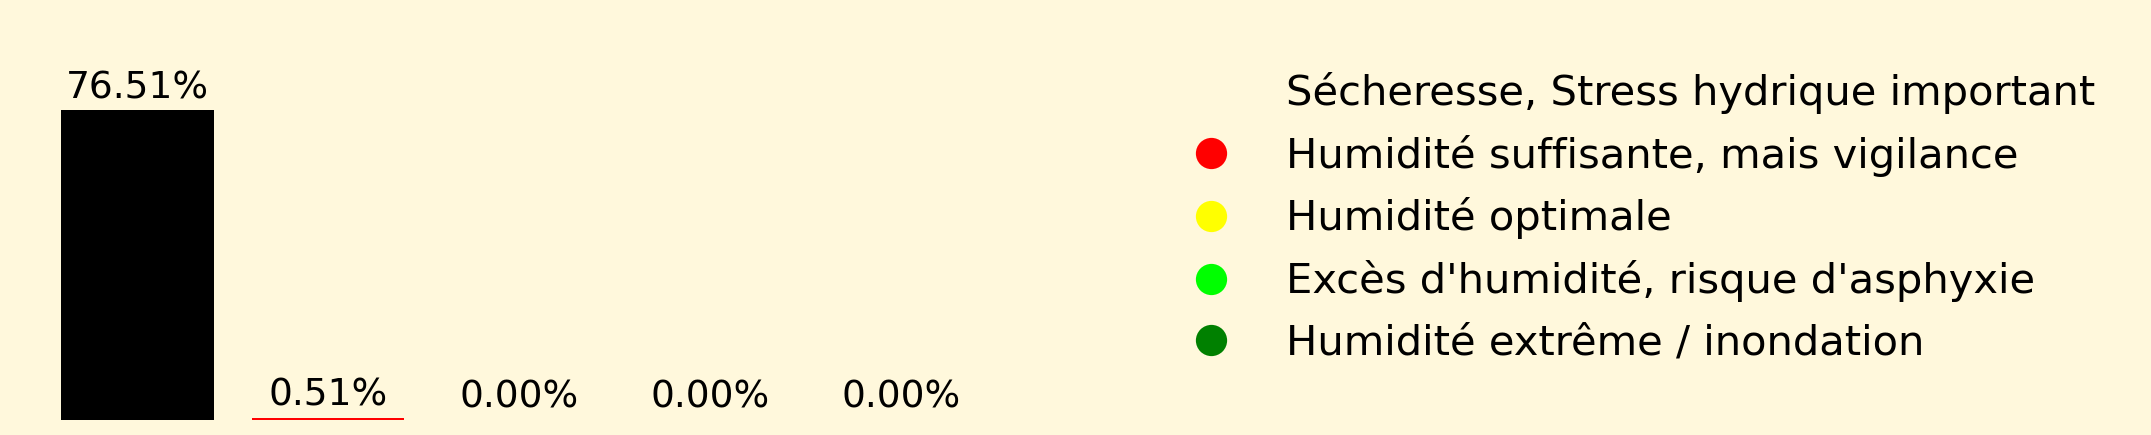 76.51%
0.51%
0.00%
0.00%
0.00%
Sécheresse, Stress hydrique important
Humidité suffisante, mais vigilance
Humidité optimale
Excès d'humidité, risque d'asphyxie
Humidité extrême / inondation